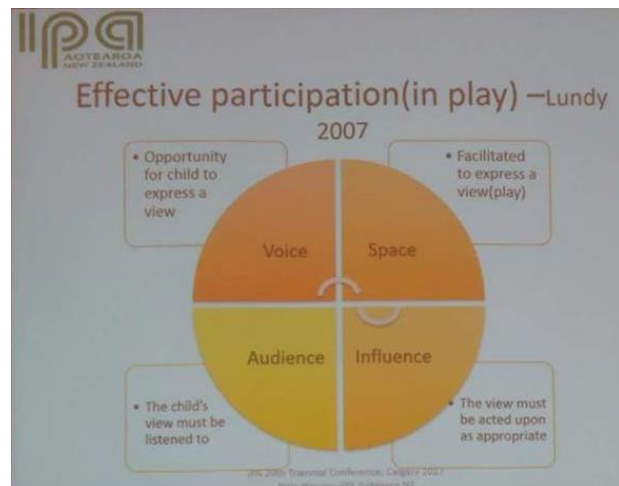 ipa
AOTEAROA
NEW ZEALAND
Effective participation(in play) –Lundy
2007
• Opportunity
for child to
express a
view
• Facilitated
to express a
view(play)
Voice
Space
Audience
Influence
• The child's
view must be
listened to
• The view must
be acted upon
as appropriate
IPA 20th Triennial Conference, Calgary 2017